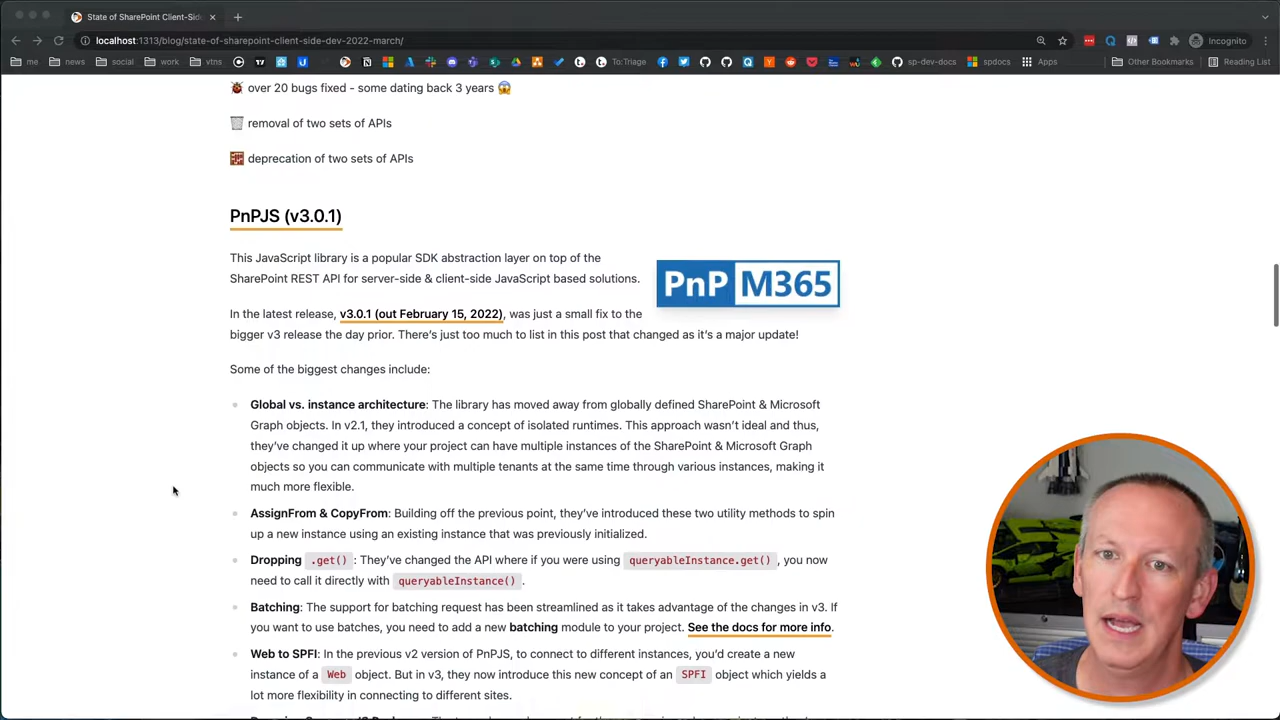 State of SharePoint Client-Sid
localhost:1313/blog/state-of-sharepoint-client-side-dev-2022-march/
Incognito
me news social work vtns To:Triage sp-dev-docs spdocs Apps Other Bookmarks Reading List
over 20 bugs fixed - some dating back 3 years
removal of two sets of APIs
deprecation of two sets of APIs
PnPJS (v3.0.1)
This JavaScript library is a popular SDK abstraction layer on top of the
SharePoint REST API for server-side & client-side JavaScript based solutions.
PnP M365
In the latest release, v3.0.1 (out February 15, 2022), was just a small fix to the
bigger v3 release the day prior. There's just too much to list in this post that changed as it's a major update!
Some of the biggest changes include:
Global vs. instance architecture: The library has moved away from globally defined SharePoint & Microsoft
Graph objects. In v2.1, they introduced a concept of isolated runtimes. This approach wasn't ideal and thus,
they've changed it up where your project can have multiple instances of the SharePoint & Microsoft Graph
objects so you can communicate with multiple tenants at the same time through various instances, making it
much more flexible.
AssignFrom & CopyFrom: Building off the previous point, they've introduced these two utility methods to spin
up a new instance using an existing instance that was previously initialized.
Dropping .get() : They've changed the API where if you were using queryableInstance.get() , you now
need to call it directly with queryableInstance() .
Batching: The support for batching request has been streamlined as it takes advantage of the changes in v3. If
you want to use batches, you need to add a new batching module to your project. See the docs for more info.
Web to SPFI: In the previous v2 version of PnPJS, to connect to different instances, you'd create a new
instance of a Web object. But in v3, they now introduce this new concept of an SPFI object which yields a
lot more flexibility in connecting to different sites.